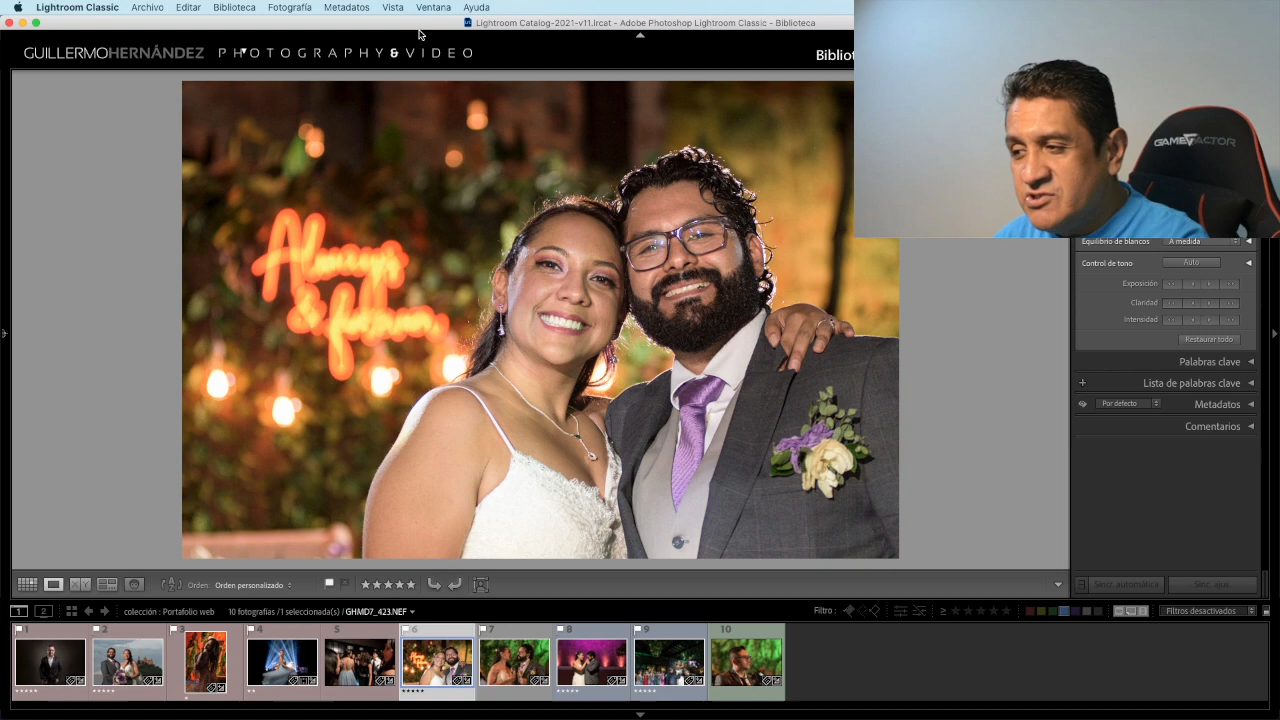 Lightroom Classic Archivo Editar Biblioteca Fotografía Metadatos Vista Ventana Ayuda
Lightroom Catalog-2021-v11.lrcat - Adobe Photoshop Lightroom Classic - Biblioteca
GUILLERMOHERNÁNDEZ PHOTOGRAPHY&VIDEO
Bibliot
GAMEFACTOR
Always
& forever
Equilibrio de blancos A medida
Control de tono Auto
Exposición
Claridad
Intensidad
Restaurar todo
Palabras clave
Lista de palabras clave
Por defecto Metadatos
Comentarios
Orden: Orden personalizado
Sincr. automática Sinc. ajus.
1 2 colección : Portafolio web 10 fotografías /1 seleccionada(s) / GHMD7_423.NEF Filtro : Filtros desactivados
1 2 3 4 5 6 7 8 9 10